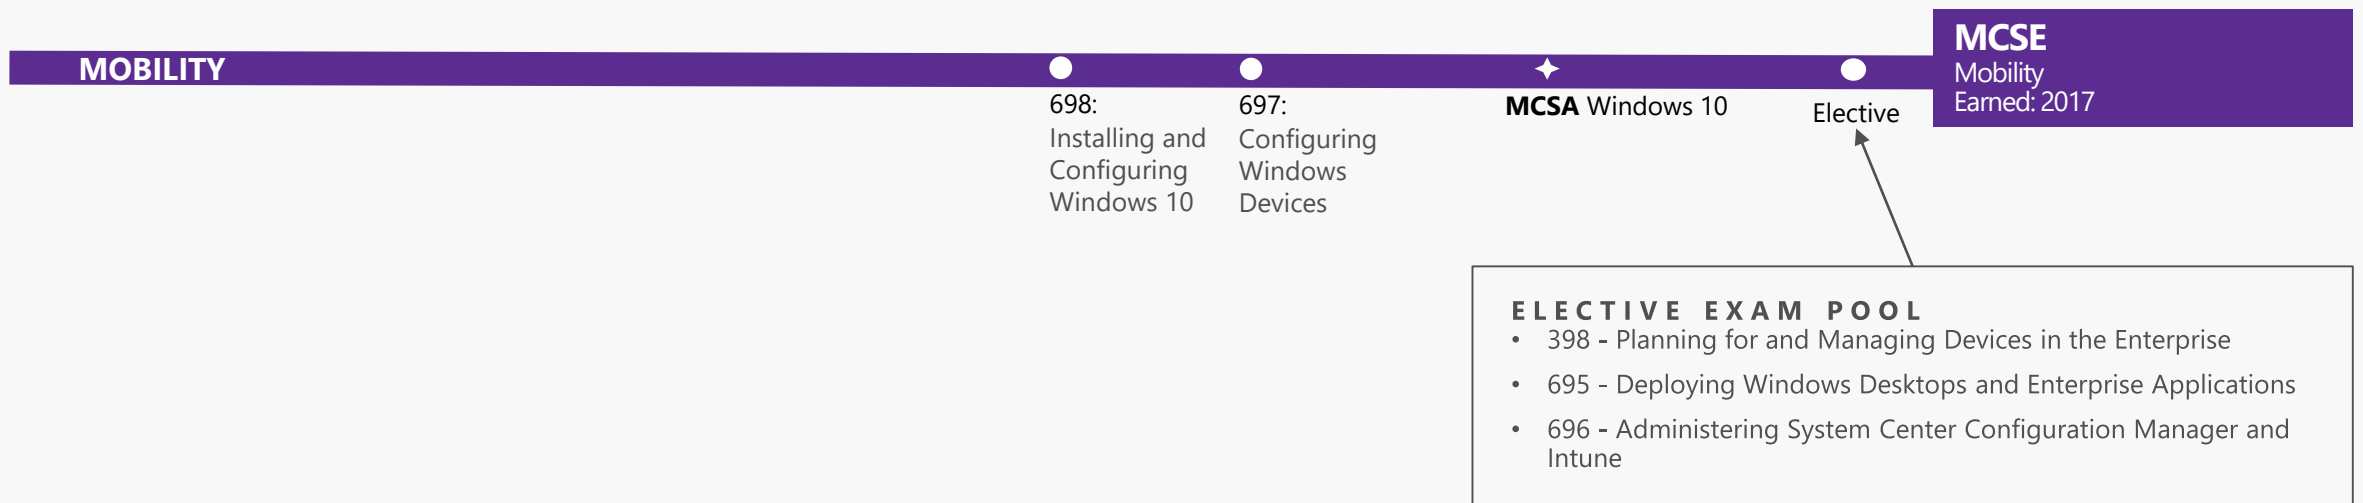 MOBILITY
MCSE
Mobility
Earned: 2017
698:
Installing and
Configuring
Windows 10
697:
Configuring
Windows
Devices
MCSA Windows 10
Elective
ELECTIVE EXAM POOL
• 398 - Planning for and Managing Devices in the Enterprise
• 695 - Deploying Windows Desktops and Enterprise Applications
• 696 - Administering System Center Configuration Manager and
Intune